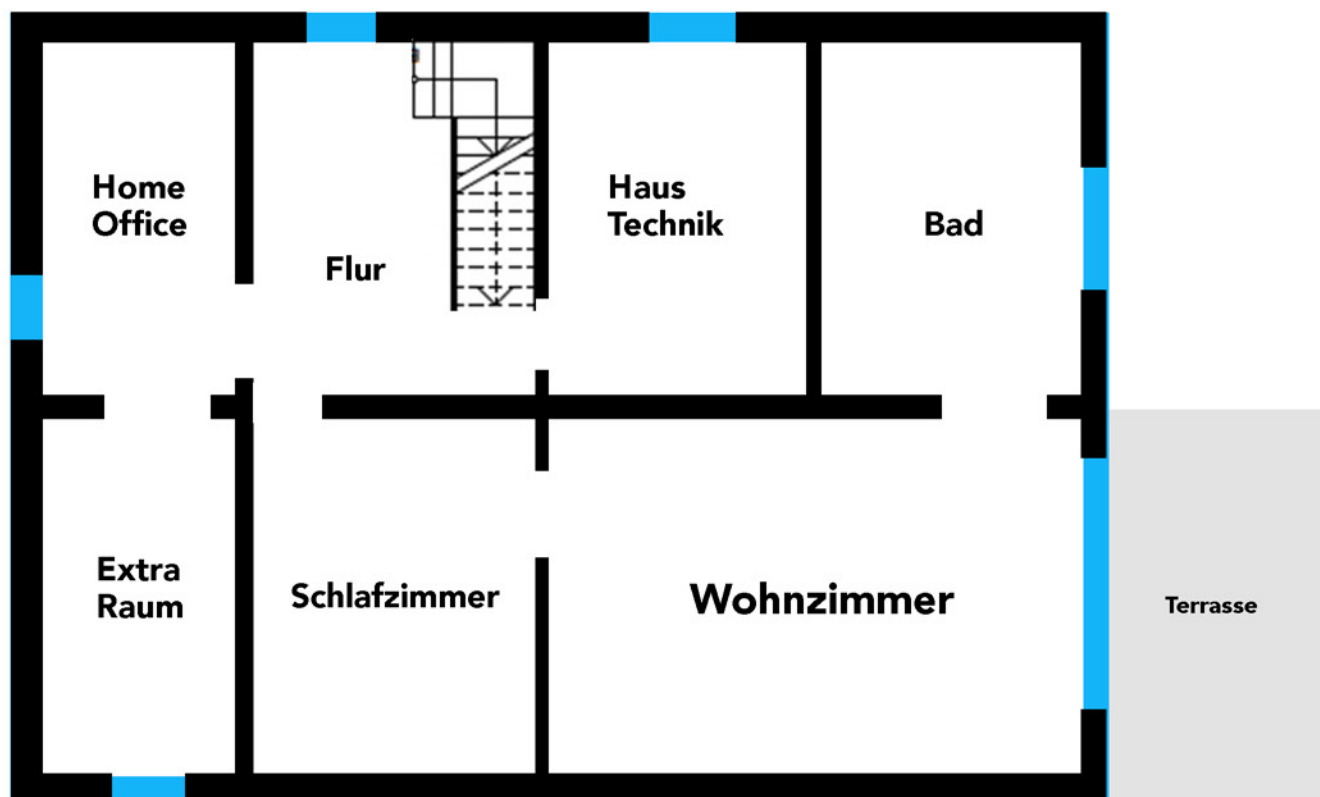 Home
Office
Flur
Haus
Technik
Bad
Extra
Raum
Schlafzimmer
Wohnzimmer
Terrasse